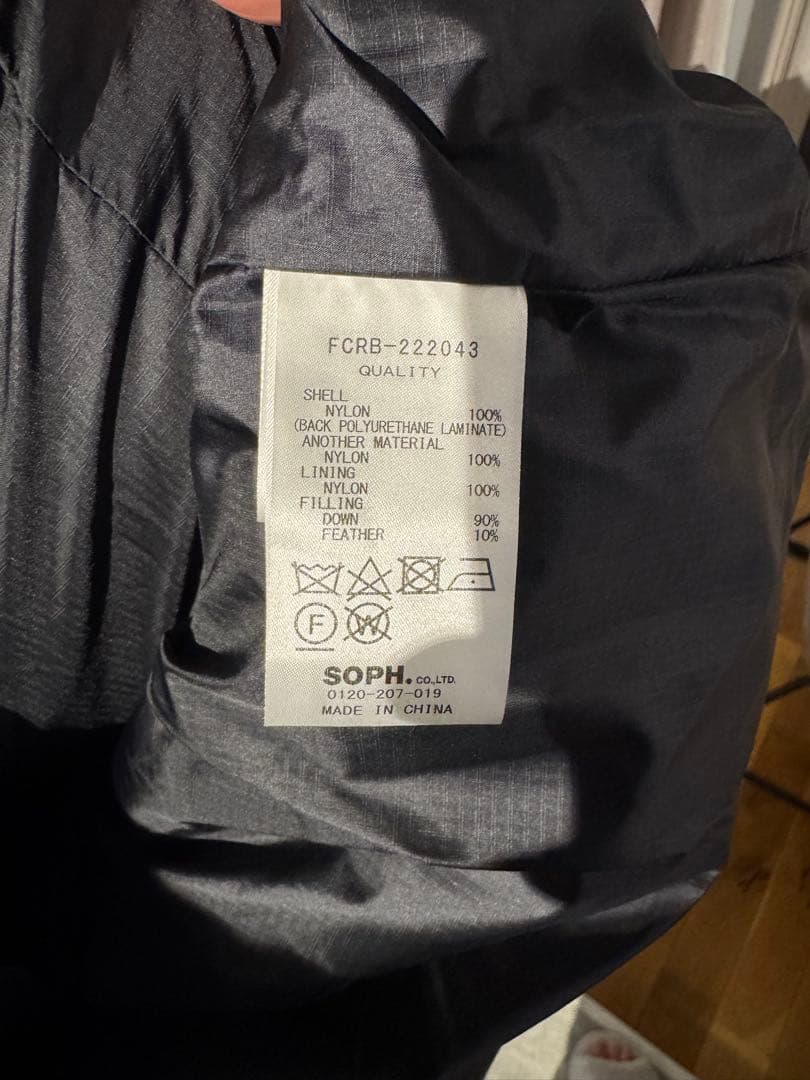 FCRB-222043
QUALITY
SHELL
NYLON 100%
(BACK POLYURETHANE LAMINATE)
ANOTHER MATERIAL
NYLON 100%
LINING
NYLON 100%
FILLING
DOWN 90%
FEATHER 10%
F W
SOPH. CO.,LTD.
0120-207-019
MADE IN CHINA